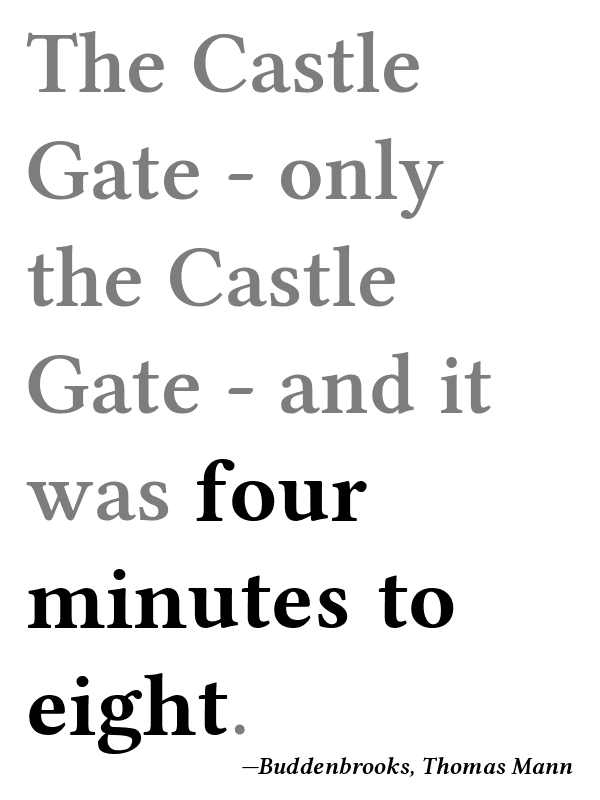 The Castle
Gate - only
the Castle
Gate - and it
was four
minutes to
eight.
—Buddenbrooks, Thomas Mann